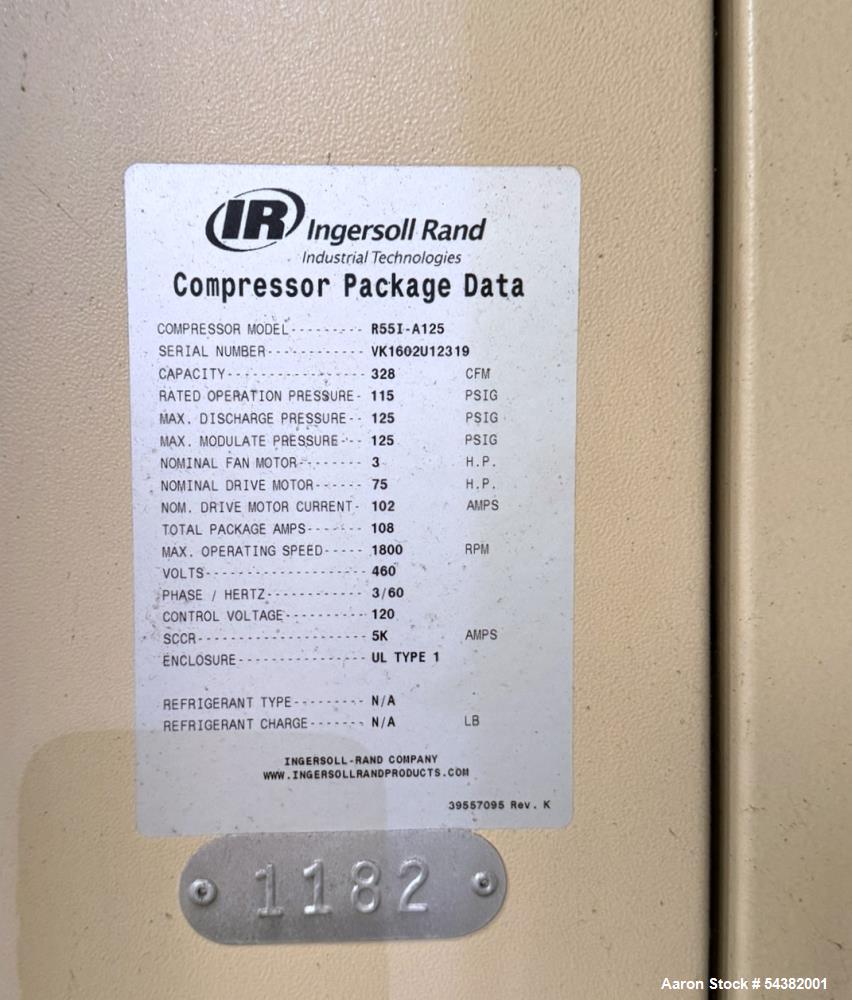 IR Ingersoll Rand
Industrial Technologies
Compressor Package Data
COMPRESSOR MODEL--------- R55I-A125
SERIAL NUMBER------------ VK1602U12319
CAPACITY----------------- 328 CFM
RATED OPERATION PRESSURE- 115 PSIG
MAX. DISCHARGE PRESSURE-- 125 PSIG
MAX. MODULATE PRESSURE--- 125 PSIG
NOMINAL FAN MOTOR-------- 3 H.P.
NOMINAL DRIVE MOTOR------ 75 H.P.
NOM. DRIVE MOTOR CURRENT- 102 AMPS
TOTAL PACKAGE AMPS------- 108
MAX. OPERATING SPEED----- 1800 RPM
VOLTS-------------------- 460
PHASE / HERTZ------------ 3/60
CONTROL VOLTAGE---------- 120
SCCR--------------------- 5K AMPS
ENCLOSURE---------------- UL TYPE 1
REFRIGERANT TYPE--------- N/A
REFRIGERANT CHARGE------- N/A LB
INGERSOLL-RAND COMPANY
WWW.INGERSOLLRANDPRODUCTS.COM
39557095 Rev. K
1182
Aaron Stock # 54382001